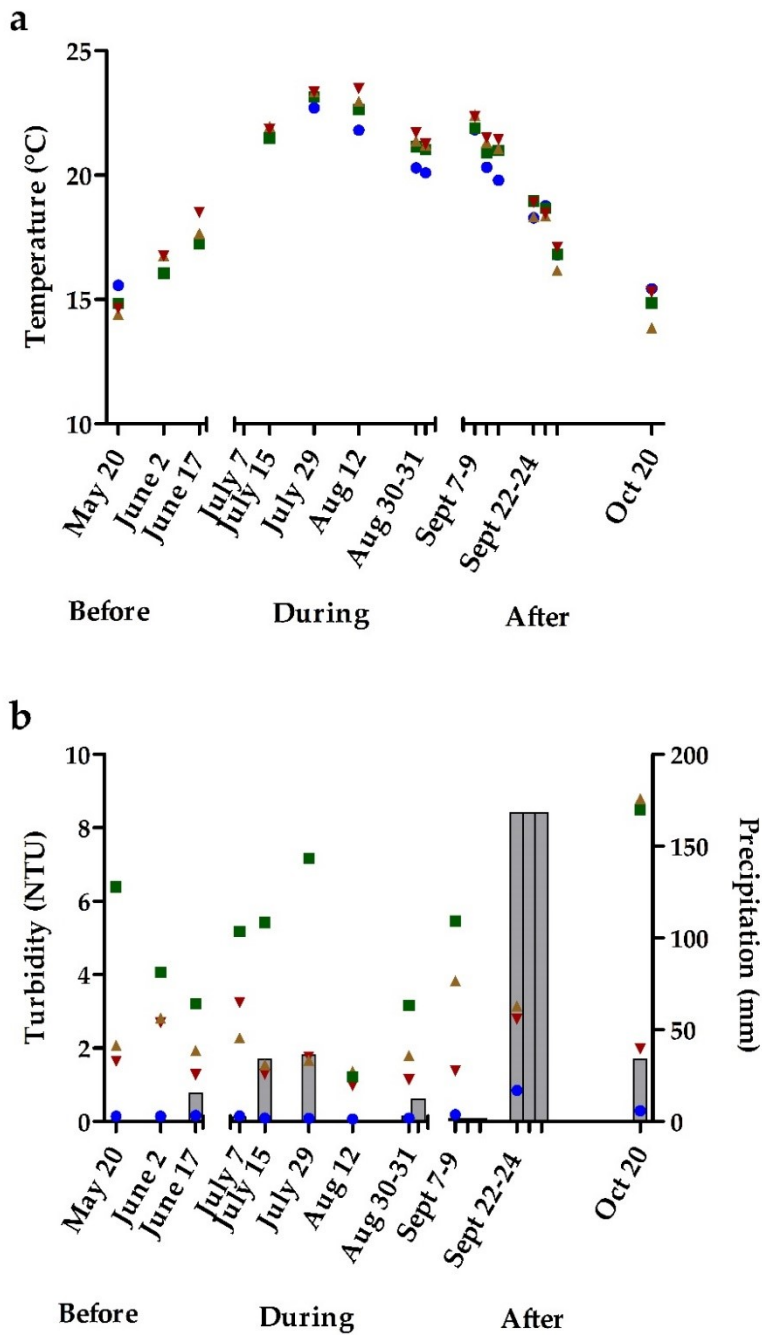 a
Temperature (°C)
25
20
15
10
May 20
June 2
June 17
July 7
July 15
July 29
Aug 12
Aug 30-31
Sept 7-9
Sept 22-24
Oct 20
Before
During
After
b
Turbidity (NTU)
10
8
6
4
2
0
200
150
100
50
0
Precipitation (mm)
May 20
June 2
June 17
July 7
July 15
July 29
Aug 12
Aug 30-31
Sept 7-9
Sept 22-24
Oct 20
Before
During
After